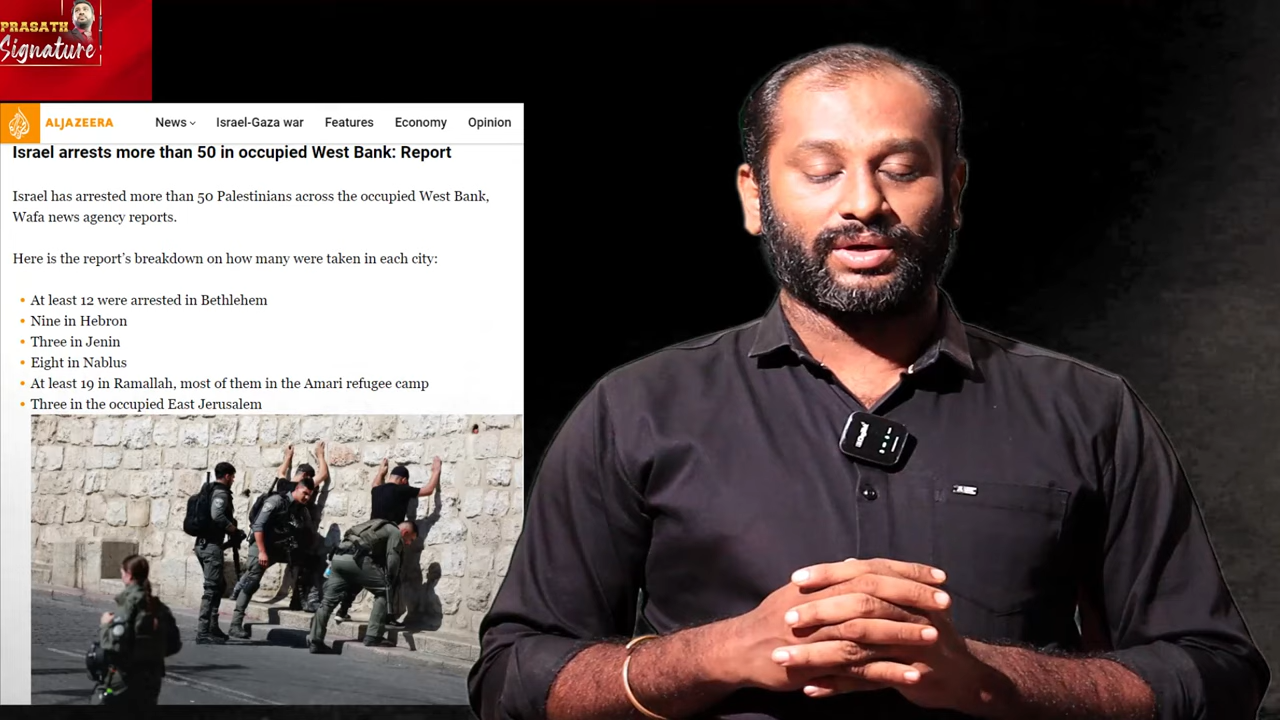 PRASATH
Signature
ALJAZEERA
News
Israel-Gaza war
Features
Economy
Opinion
Israel arrests more than 50 in occupied West Bank: Report
Israel has arrested more than 50 Palestinians across the occupied West Bank,
Wafa news agency reports.
Here is the report’s breakdown on how many were taken in each city:
• At least 12 were arrested in Bethlehem
• Nine in Hebron
• Three in Jenin
• Eight in Nablus
• At least 19 in Ramallah, most of them in the Amari refugee camp
• Three in the occupied East Jerusalem